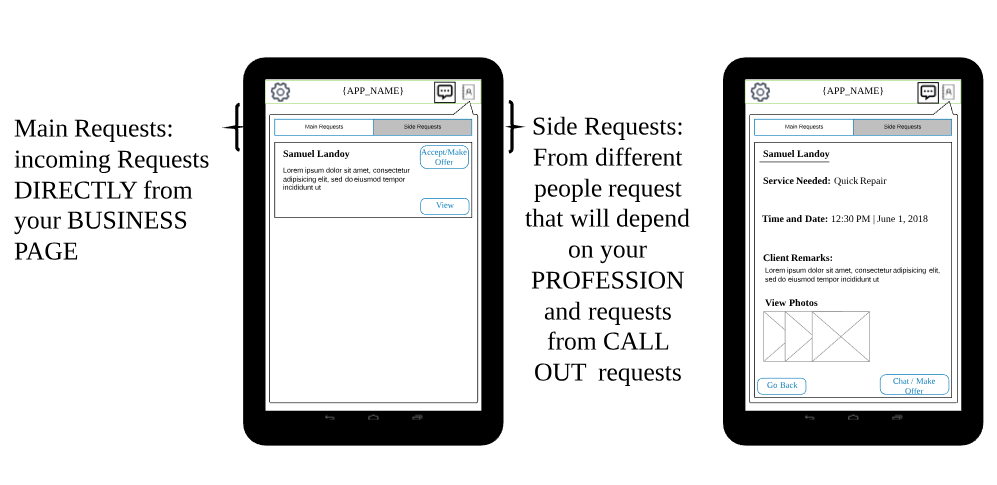 Main Requests:
incoming Requests
DIRECTLY from
your BUSINESS
PAGE
{APP_NAME}
Main Requests
Side Requests
Samuel Landoy
Lorem ipsum dolor sit amet, consectetur
adipisicing elit, sed do eiusmod tempor
incididunt ut
Accept/Make
Offer
View
Side Requests:
From different
people request
that will depend
on your
PROFESSION
and requests
from CALL
OUT requests
{APP_NAME}
Main Requests
Side Requests
Samuel Landoy
Service Needed: Quick Repair
Time and Date: 12:30 PM | June 1, 2018
Client Remarks:
Lorem ipsum dolor sit amet, consectetur adipisicing elit,
sed do eiusmod tempor incididunt ut
View Photos
Go Back
Chat / Make
Offer